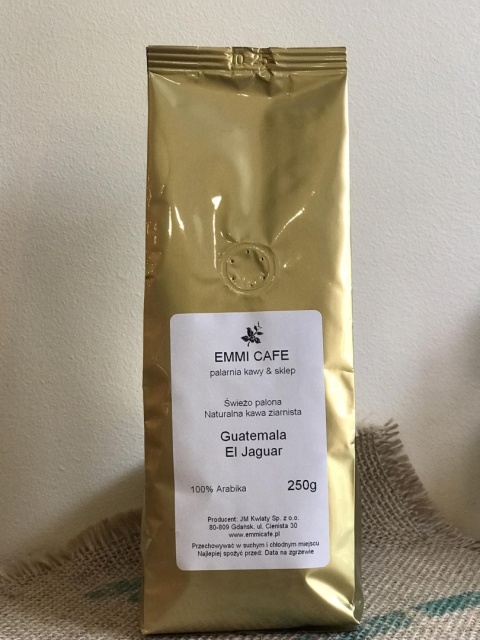 EMMI CAFE
palarnia kawy & sklep
Świeżo palona
Naturalna kawa ziarnista
Guatemala
El Jaguar
100% Arabika 250g
Producent: JM Kwiaty Sp. z o.o.
80-809 Gdańsk, ul. Cienista 30
www.emmicafe.pl
Przechowywać w suchym i chłodnym miejscu
Najlepiej spożyć przed: Data na zgrzewie